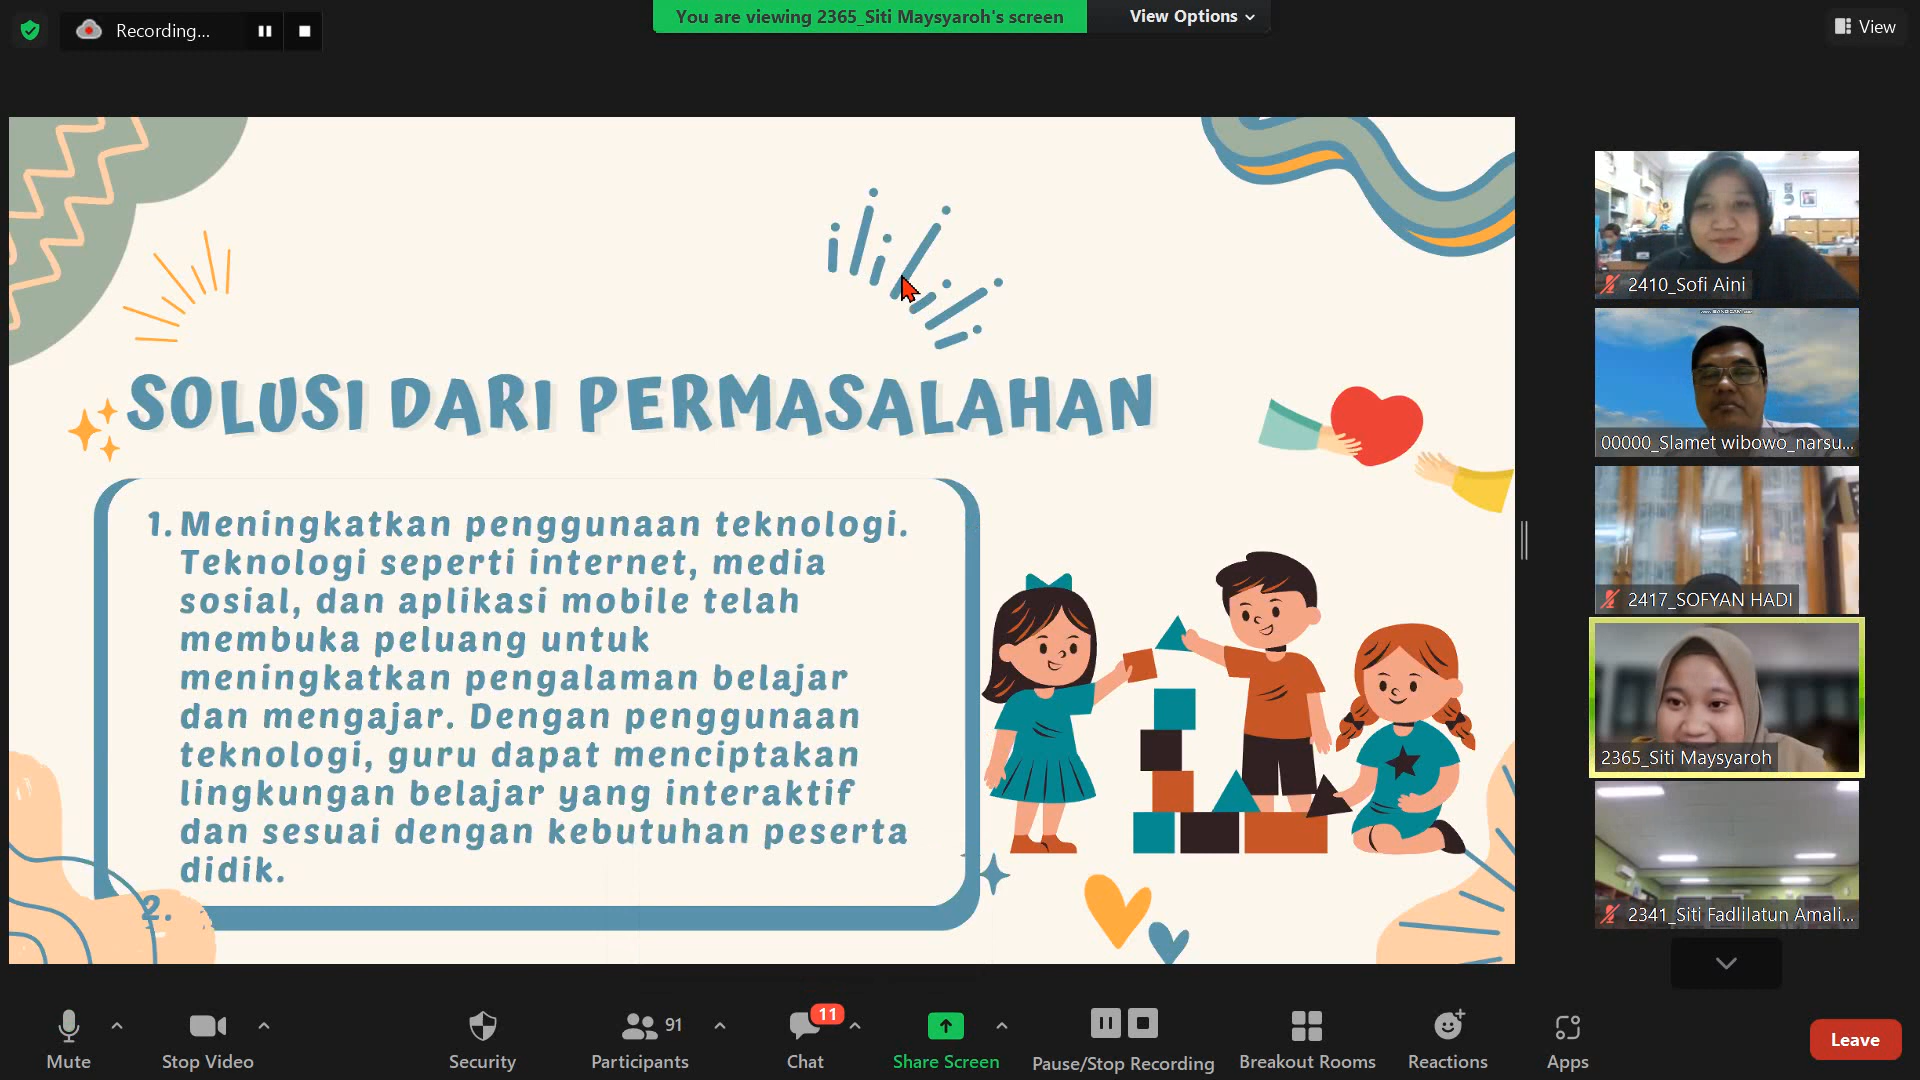 Recording...
You are viewing 2365_Siti Maysyaroh's screen
View Options
View
SOLUSI DARI PERMASALAHAN
1. Meningkatkan penggunaan teknologi.
Teknologi seperti internet, media
sosial, dan aplikasi mobile telah
membuka peluang untuk
meningkatkan pengalaman belajar
dan mengajar. Dengan penggunaan
teknologi, guru dapat menciptakan
lingkungan belajar yang interaktif
dan sesuai dengan kebutuhan peserta
didik.
2.
2410_Sofi Aini
00000_Slamet wibowo_narsu...
2417_SOFYAN HADI
2365_Siti Maysyaroh
2341_Siti Fadlilatun Amali...
Mute
Stop Video
Security
91
Participants
11
Chat
Share Screen
Pause/Stop Recording
Breakout Rooms
Reactions
Apps
Leave